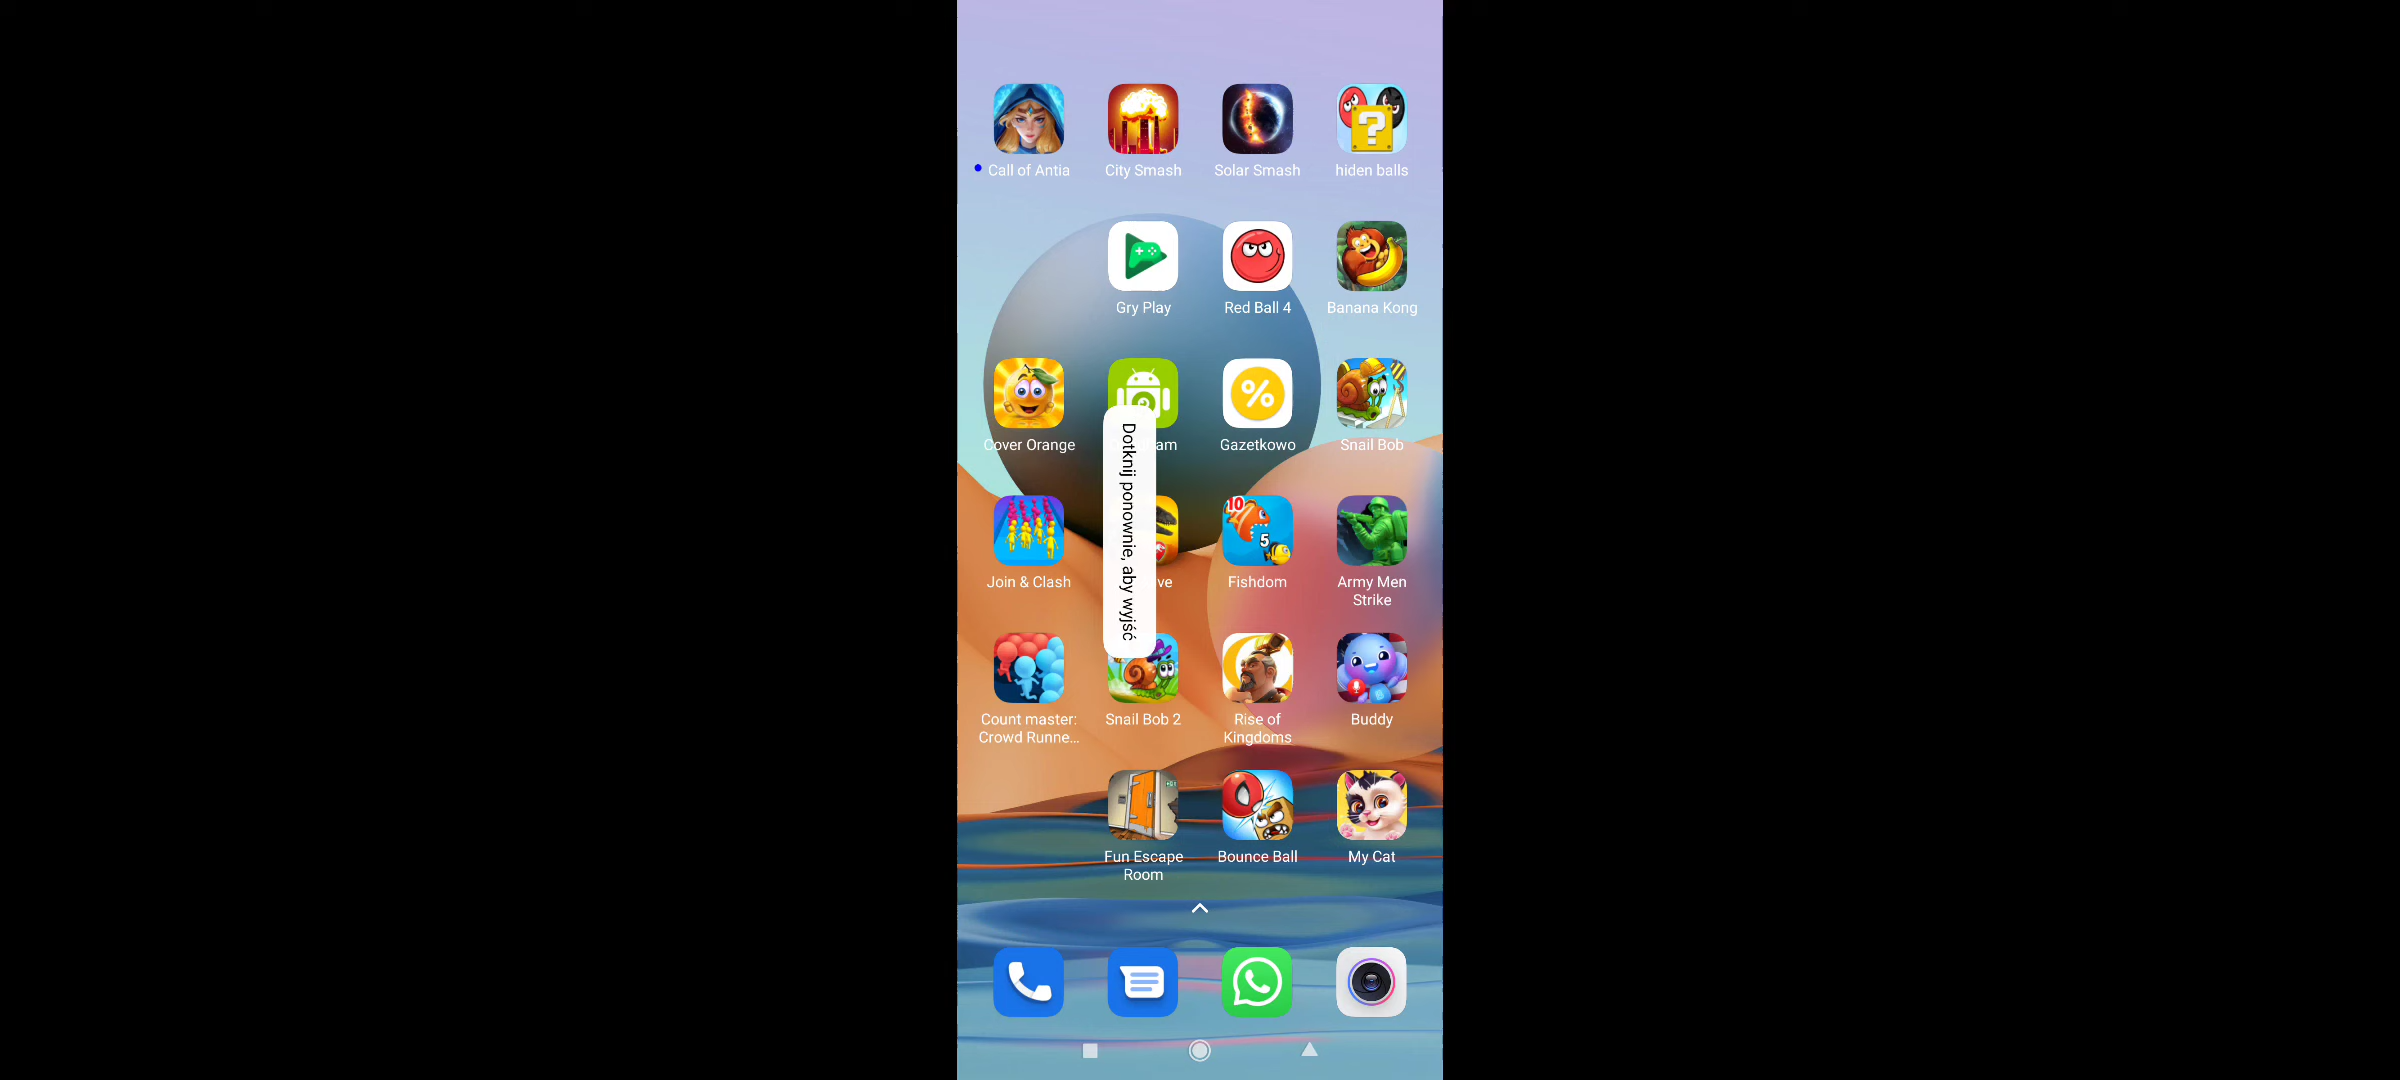 Call of Antia
City Smash
Solar Smash
hiden balls
Gry Play
Red Ball 4
Banana Kong
Cover Orange
Gazetkowo
%
Snail Bob
Dotknij ponownie, aby wyjść
Join & Clash
10
5
Fishdom
Army Men
Strike
Count master:
Crowd Runne...
Snail Bob 2
Rise of
Kingdoms
Buddy
Fun Escape
Room
Bounce Ball
My Cat